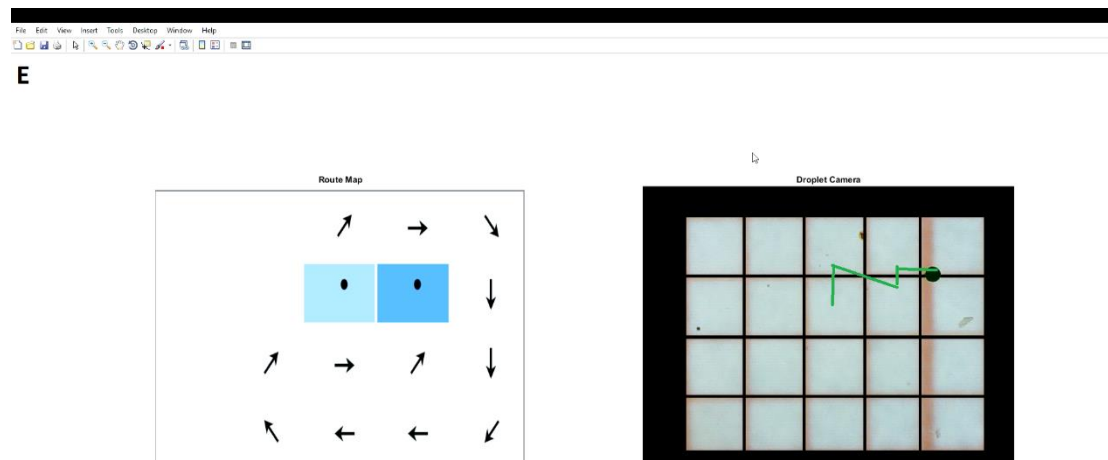 File Edit View Insert Tools Desktop Window Help
E
Route Map
Droplet Camera